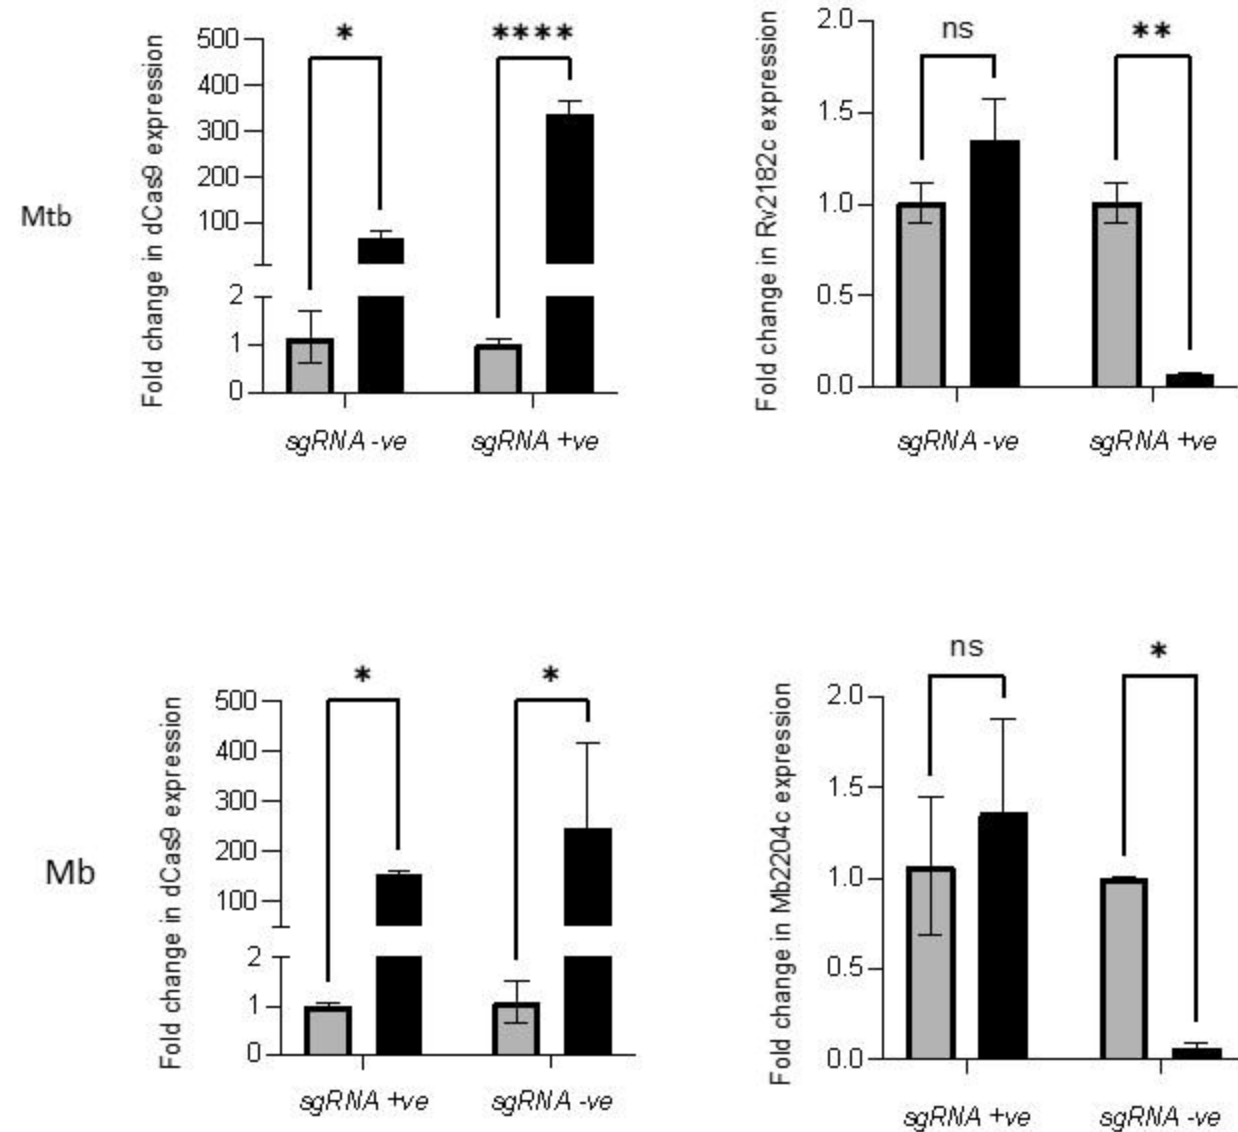 Mtb
Fold change in dCas9 expression
500
400
300
200
100
2
1
0
*
****
sgRNA -ve
sgRNA +ve
Fold change in Rv2182c expression
2.0
1.5
1.0
0.5
0.0
ns
**
sgRNA -ve
sgRNA +ve
Mb
Fold change in dCas9 expression
500
400
300
200
100
2
1
0
*
*
sgRNA +ve
sgRNA -ve
Fold change in Mb2204c expression
2.0
1.5
1.0
0.5
0.0
ns
*
sgRNA +ve
sgRNA -ve